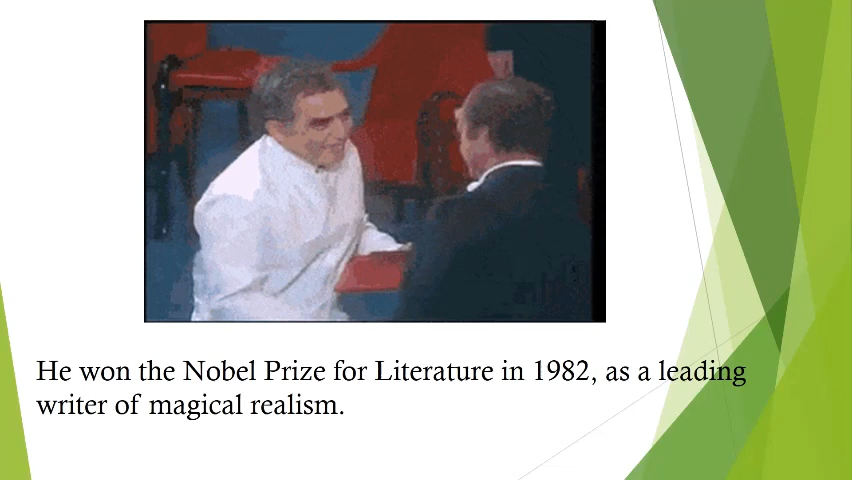 He won the Nobel Prize for Literature in 1982, as a leading
writer of magical realism.